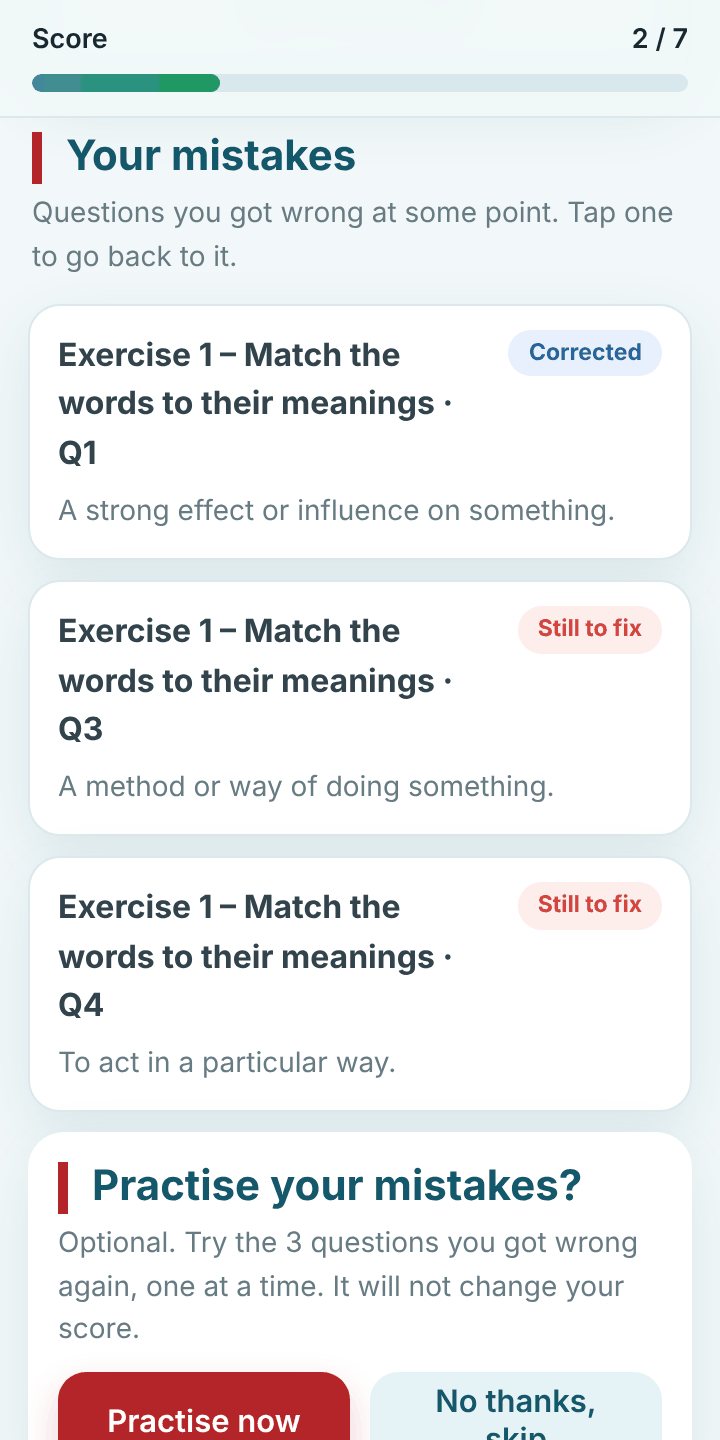 Score 2 / 7
Your mistakes
Questions you got wrong at some point. Tap one
to go back to it.
Exercise 1 – Match the
words to their meanings ·
Q1
Corrected
A strong effect or influence on something.
Exercise 1 – Match the
words to their meanings ·
Q3
Still to fix
A method or way of doing something.
Exercise 1 – Match the
words to their meanings ·
Q4
Still to fix
To act in a particular way.
Practise your mistakes?
Optional. Try the 3 questions you got wrong
again, one at a time. It will not change your
score.
Practise now
No thanks,
skip